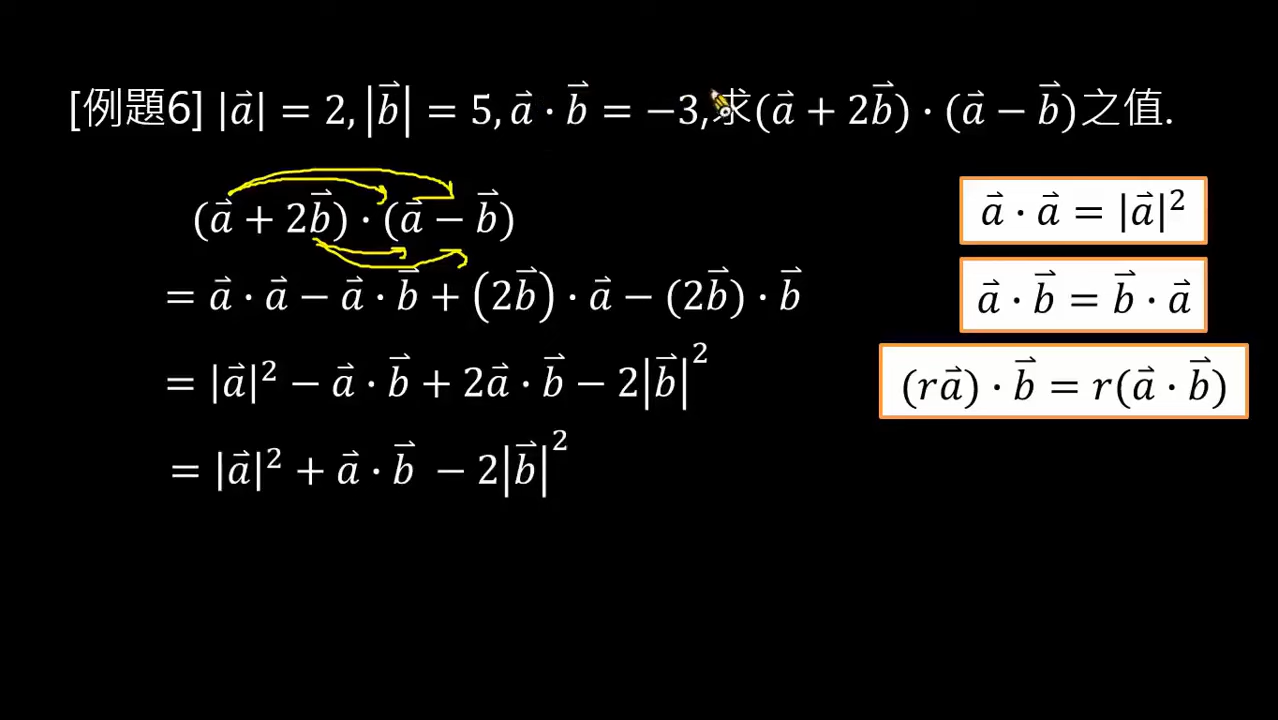 [例題6] |a⃗| = 2, |b⃗| = 5, a⃗ · b⃗ = −3, 求(a⃗ + 2b⃗) · (a⃗ − b⃗)之值.
(a⃗ + 2b⃗) · (a⃗ − b⃗)
= a⃗ · a⃗ − a⃗ · b⃗ + (2b⃗) · a⃗ − (2b⃗) · b⃗
= |a⃗|² − a⃗ · b⃗ + 2a⃗ · b⃗ − 2|b⃗|²
= |a⃗|² + a⃗ · b⃗ − 2|b⃗|²
a⃗ · a⃗ = |a⃗|²
a⃗ · b⃗ = b⃗ · a⃗
(ra⃗) · b⃗ = r(a⃗ · b⃗)